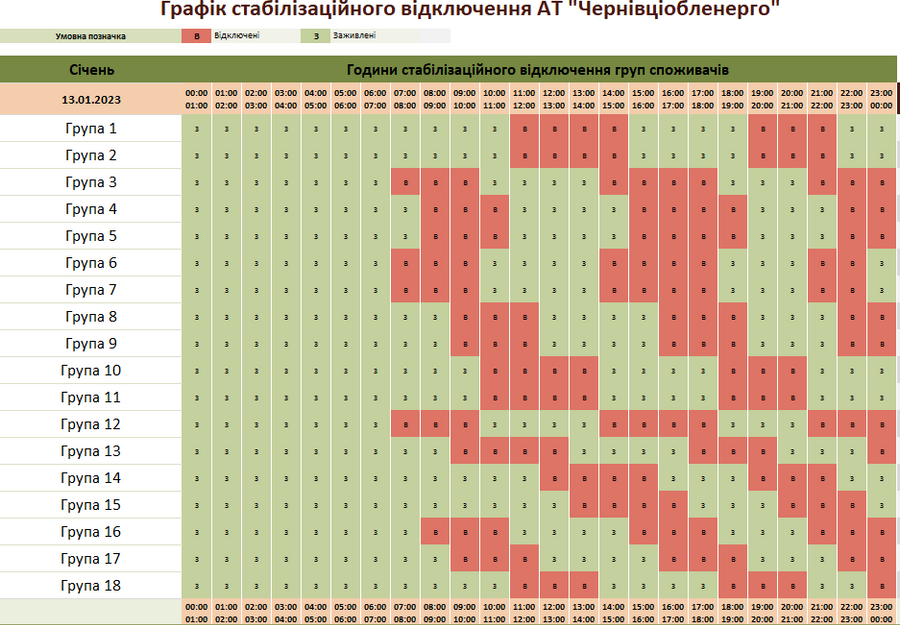 Графік стабілізаційного відключення АТ "Чернівціобленерго"
Умовна позначка В Відключені З Заживлені
Січень Години стабілізаційного відключення груп споживачів
13.01.2023
00:00 01:00 02:00 03:00 04:00 05:00 06:00 07:00 08:00 09:00 10:00 11:00 12:00 13:00 14:00 15:00 16:00 17:00 18:00 19:00 20:00 21:00 22:00 23:00
01:00 02:00 03:00 04:00 05:00 06:00 07:00 08:00 09:00 10:00 11:00 12:00 13:00 14:00 15:00 16:00 17:00 18:00 19:00 20:00 21:00 22:00 23:00 00:00
Група 1 З З З З З З З З З З З В В В В З З З З В В В З З
Група 2 З З З З З З З З З З З В В В В З З З З В В В З З
Група 3 З З З З З З З В В В З З З З В В В В З З З В В В
Група 4 З З З З З З З З В В В З З З З В В В В З З З В В
Група 5 З З З З З З З З В В В З З З З В В В В З З З В В
Група 6 З З З З З З З В В В З З З З В В В В З З З В В З
Група 7 З З З З З З З В В В З З З З В В В В З З З В В З
Група 8 З З З З З З З З З В В В З З З З В В В З З З В В
Група 9 З З З З З З З З З В В В З З З З В В В З З З В В
Група 10 З З З З З З З З З З В В В В З З З З В В В З З З
Група 11 З З З З З З З З З З В В В В З З З З В В В З З З
Група 12 З З З З З З З В В В З З З З В В В В З З З В В В
Група 13 З З З З З З З З З В В В В З З З З В В В З З З В
Група 14 З З З З З З З З З З З З В В В В З З З В В В З З
Група 15 З З З З З З З З З З З З З В В В В З З З В В В З
Група 16 З З З З З З З З В В В З З З З В В В З З З В В В
Група 17 З З З З З З З З З В В В З З З З В В В З З З В В
Група 18 З З З З З З З З З З З В В В З З З З В В В З З В
00:00 01:00 02:00 03:00 04:00 05:00 06:00 07:00 08:00 09:00 10:00 11:00 12:00 13:00 14:00 15:00 16:00 17:00 18:00 19:00 20:00 21:00 22:00 23:00
01:00 02:00 03:00 04:00 05:00 06:00 07:00 08:00 09:00 10:00 11:00 12:00 13:00 14:00 15:00 16:00 17:00 18:00 19:00 20:00 21:00 22:00 23:00 00:00